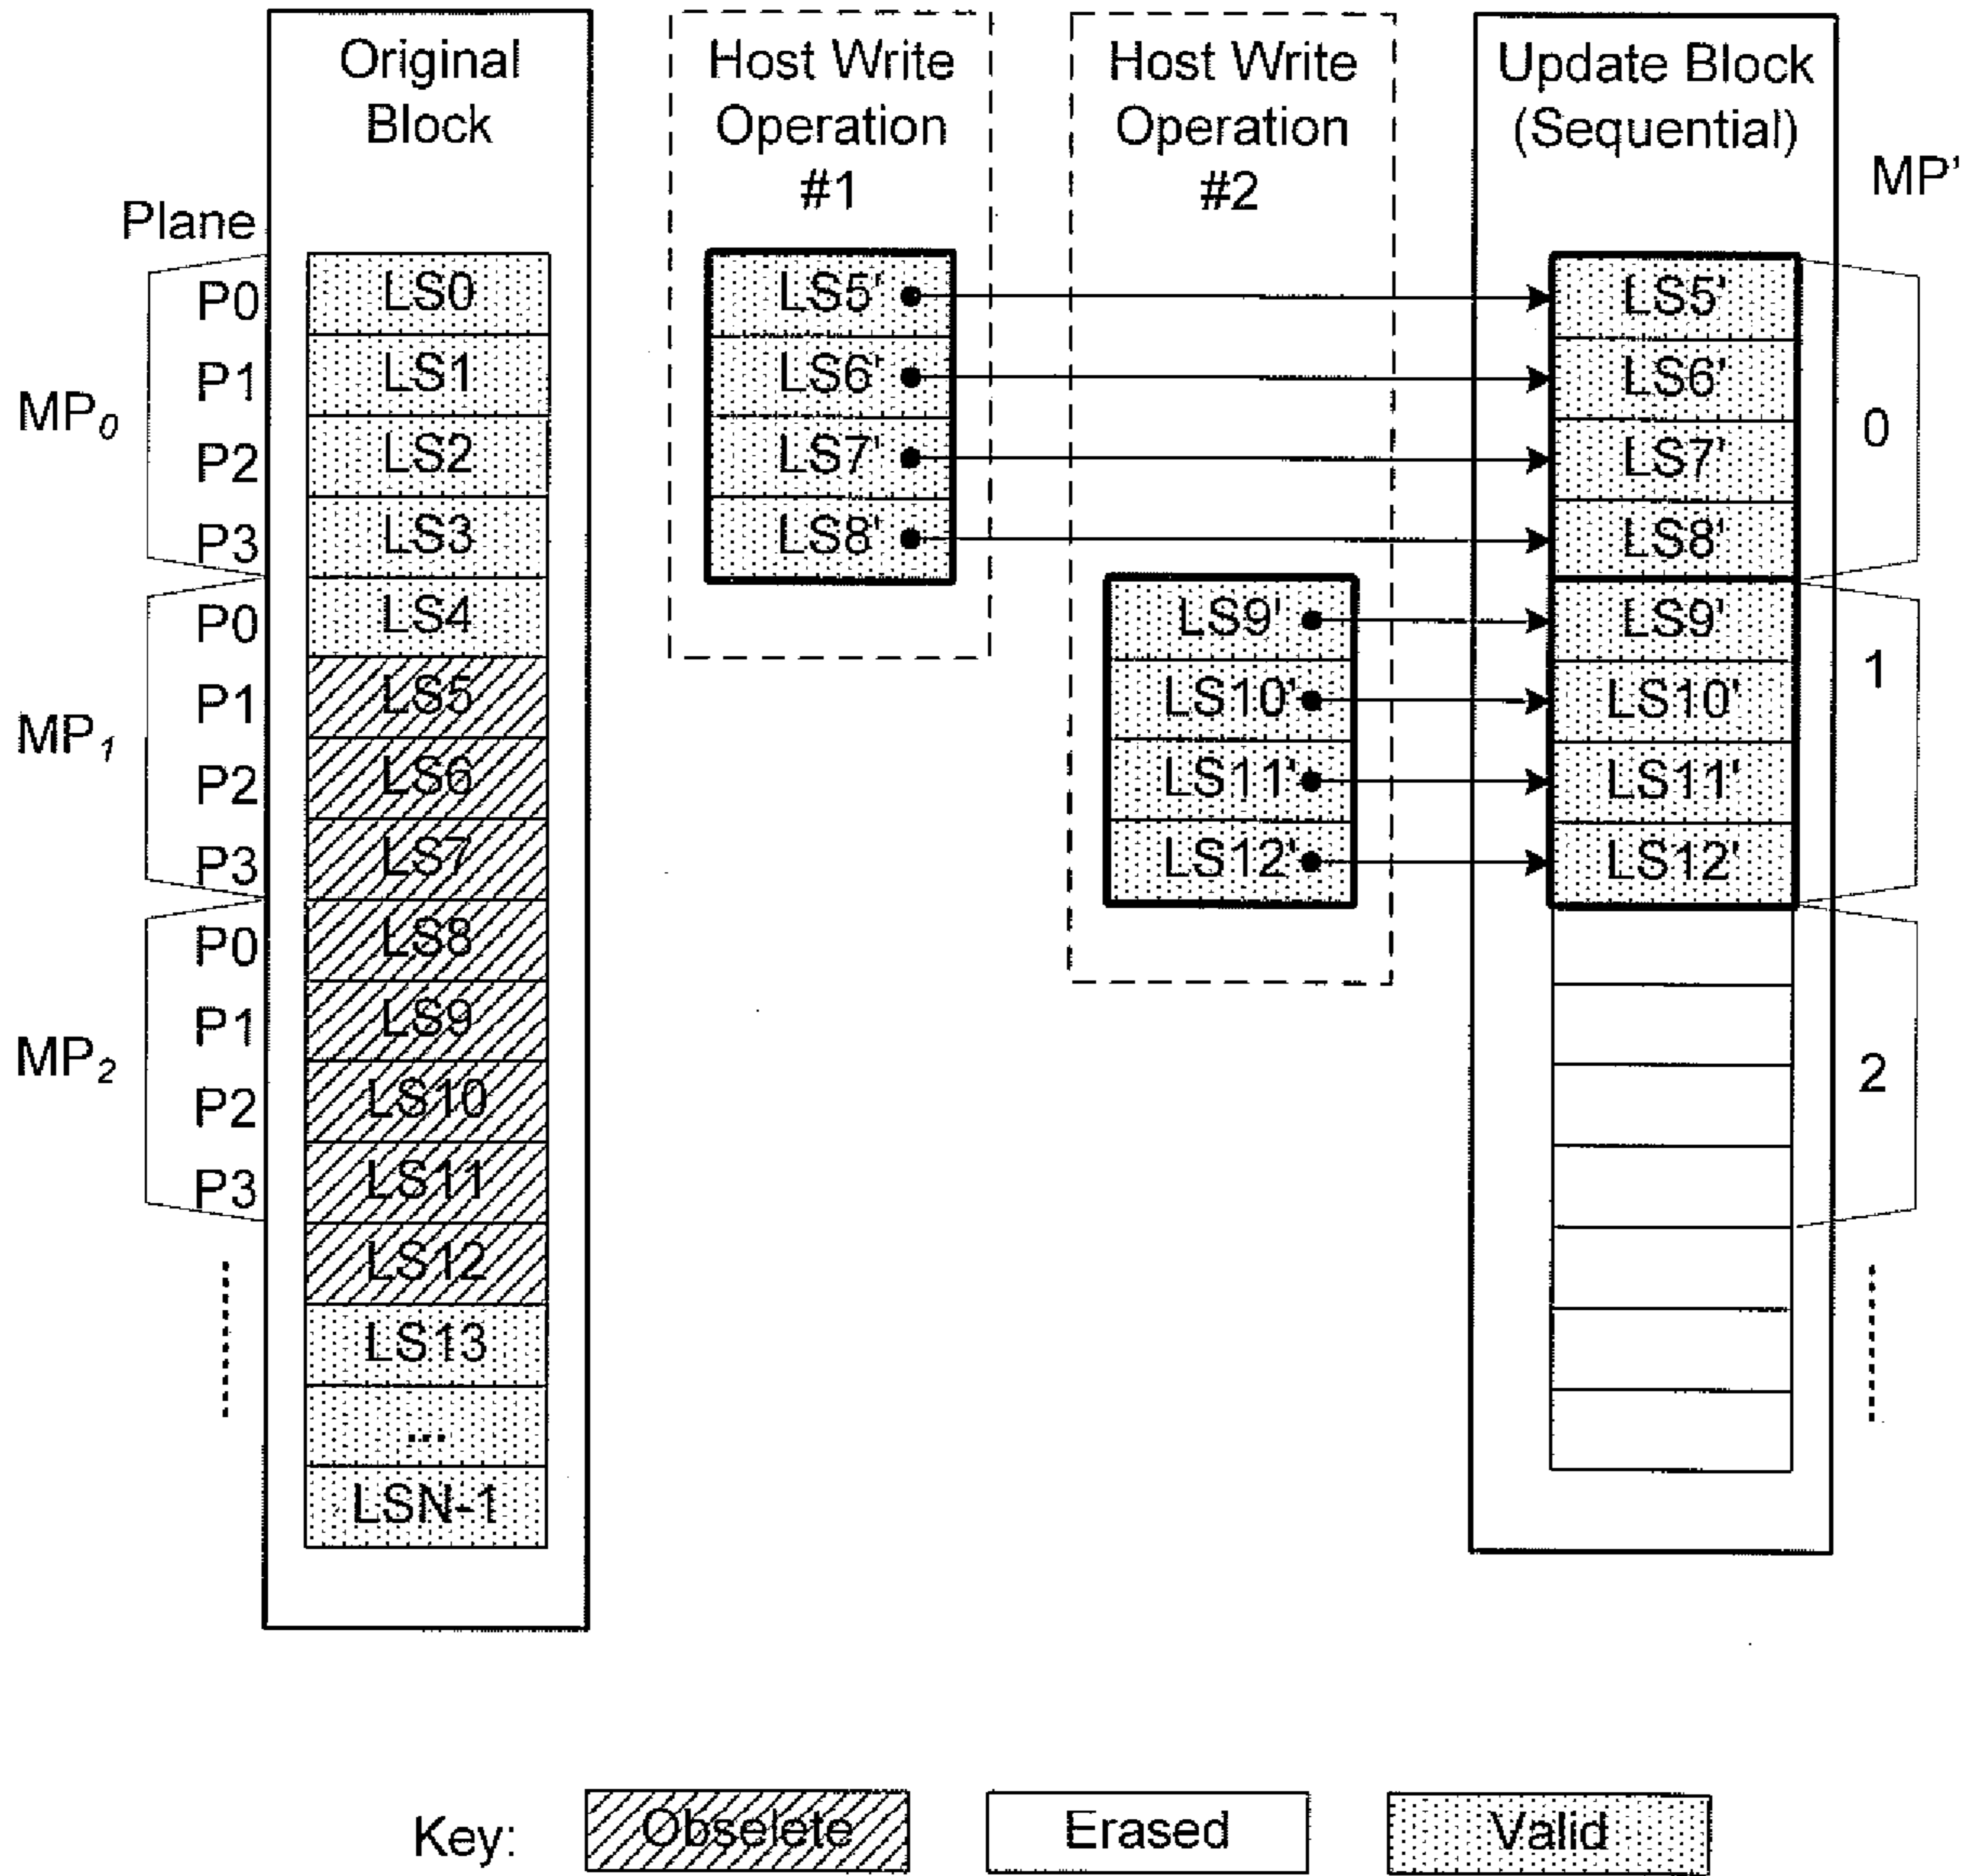 Original
Block
Host Write
Operation
#1
Host Write
Operation
#2
Update Block
(Sequential)
MP'
Plane
MP0
P0
P1
P2
P3
MP1
P0
P1
P2
P3
MP2
P0
P1
P2
P3
LS0
LS1
LS2
LS3
LS4
LS5
LS6
LS7
LS8
LS9
LS10
LS11
LS12
LS13
...
LSN-1
LS5'
LS6'
LS7'
LS8'
LS9'
LS10'
LS11'
LS12'
LS5'
LS6'
LS7'
LS8'
LS9'
LS10'
LS11'
LS12'
0
1
2
Key:
Obselete
Erased
Valid